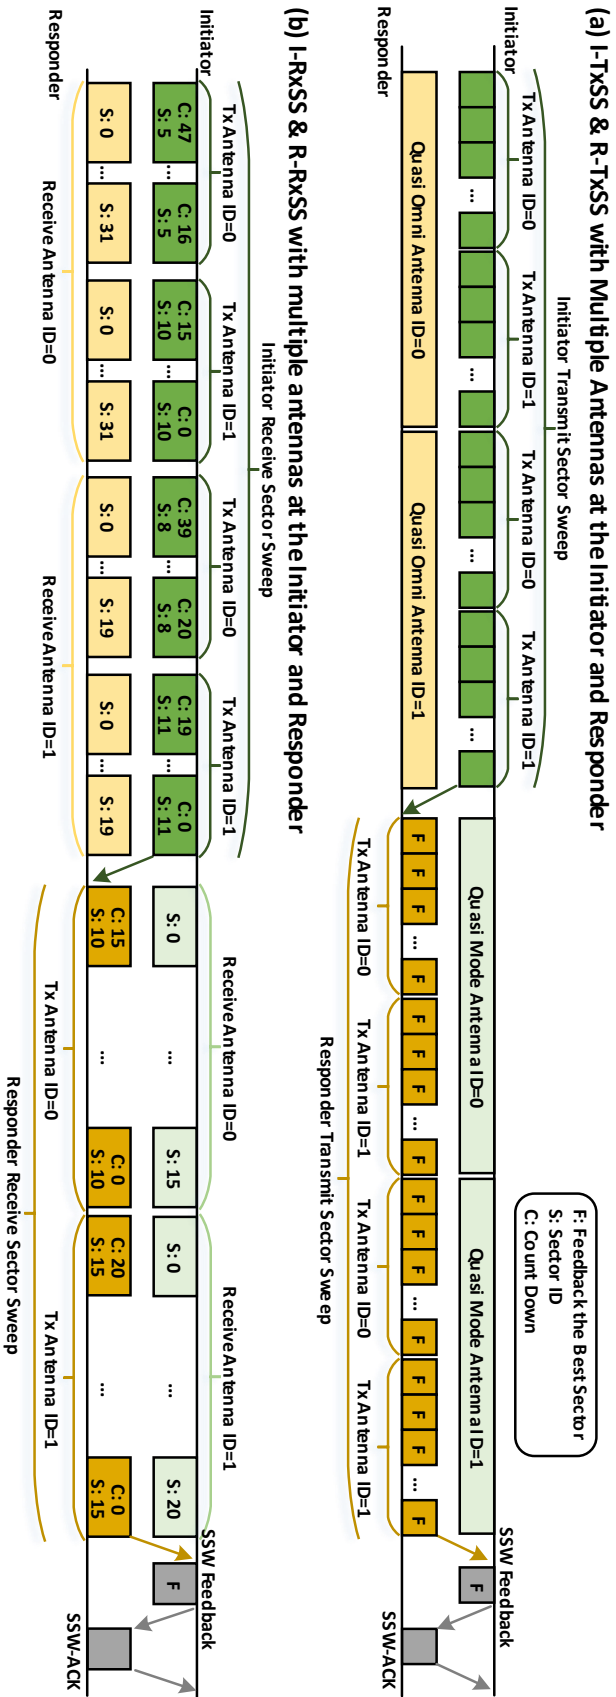 (a) I-TxSS & R-TxSS with Multiple Antennas at the Initiator and Responder
F: Feedback the Best Sector
S: Sector ID
C: Count Down
Initiator Transmit Sector Sweep
Tx Antenna ID=0
Tx Antenna ID=1
Tx Antenna ID=0
Tx Antenna ID=1
Initiator
SSW Feedback
... ... ... ...
Quasi Mode Antenna ID=0
Quasi Mode Antenna ID=1
F
Quasi Omni Antenna ID=0
Quasi Omni Antenna ID=1
F F F ... F
F F F ... F
F F F ... F
F F F ... F
Responder
SSW-ACK
Tx Antenna ID=0
Tx Antenna ID=1
Tx Antenna ID=0
Tx Antenna ID=1
Responder Transmit Sector Sweep
(b) I-RxSS & R-RxSS with multiple antennas at the Initiator and Responder
Initiator Receive Sector Sweep
Tx Antenna ID=0
Tx Antenna ID=1
Tx Antenna ID=0
Tx Antenna ID=1
Receive Antenna ID=0
Receive Antenna ID=1
Initiator
SSW Feedback
C: 47 C: 16 C: 15 C: 0 C: 39 C: 20 C: 19 C: 0
S: 5 ... S: 5 S: 10 ... S: 10 S: 8 ... S: 8 S: 11 ... S: 11
S: 0 ... S: 15 S: 0 ... S: 20
F
S: 0 ... S: 31 S: 0 ... S: 31 S: 0 ... S: 19 S: 0 ... S: 19
C: 15 C: 0 C: 20 C: 0
S: 10 ... S: 10 S: 15 ... S: 15
Responder
SSW-ACK
Receive Antenna ID=0
Receive Antenna ID=1
Tx Antenna ID=0
Tx Antenna ID=1
Responder Receive Sector Sweep